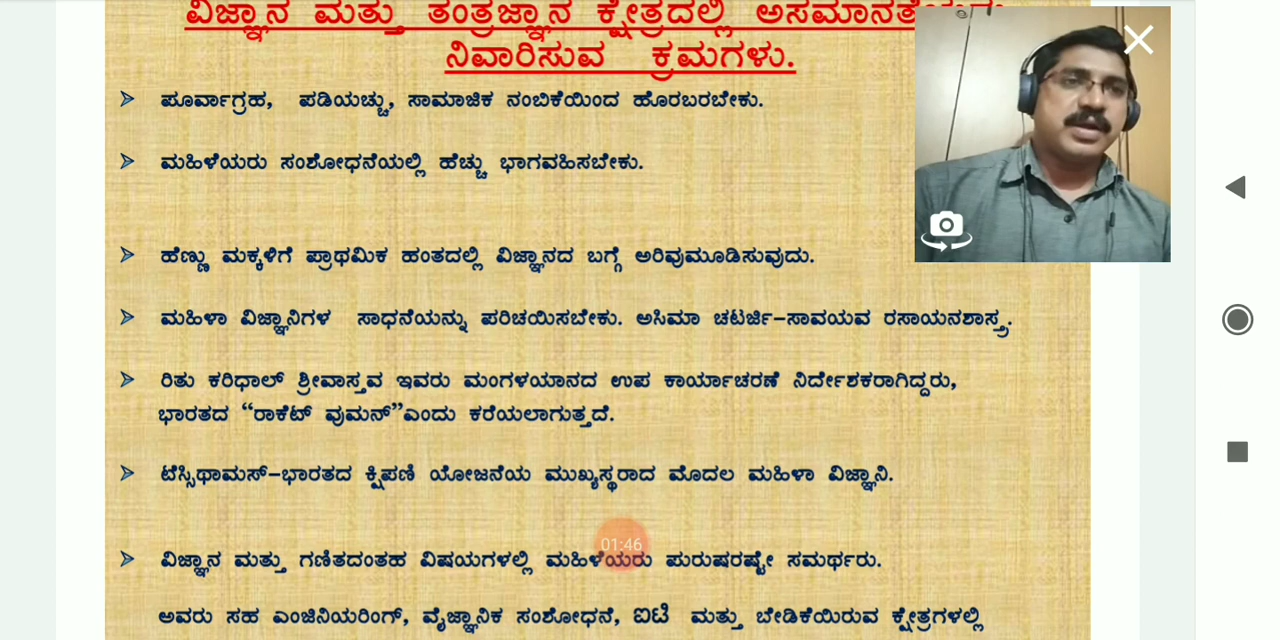 ವಿಜ್ಞಾನ ಮತ್ತು ತಂತ್ರಜ್ಞಾನ ಕ್ಷೇತ್ರದಲ್ಲಿ
ನಿವಾರಿಸುವ ಕ್ರಮಗಳು.
➢ ಪೂರ್ವಾಗ್ರಹ, ಪಡಿಯಚ್ಚು, ಸಾಮಾಜಿಕ ನಂಬಿಕೆಯಿಂದ ಹೊರಬರಬೇಕು.
➢ ಮಹಿಳೆಯರು ಸಂಶೋಧನೆಯಲ್ಲಿ ಹೆಚ್ಚು ಭಾಗವಹಿಸಬೇಕು.
➢ ಹೆಣ್ಣು ಮಕ್ಕಳಿಗೆ ಪ್ರಾಥಮಿಕ ಹಂತದಲ್ಲಿ ವಿಜ್ಞಾನದ ಬಗ್ಗೆ ಅರಿವುಮೂಡಿಸುವುದು.
➢ ಮಹಿಳಾ ವಿಜ್ಞಾನಿಗಳ ಸಾಧನೆಯನ್ನು ಪರಿಚಯಿಸಬೇಕು. ಅಸಿಮಾ ಚಟರ್ಜಿ–ಸಾವಯವ ರಸಾಯನಶಾಸ್ತ್ರ.
➢ ರಿತು ಕರಿಧಾಲ್ ಶ್ರೀವಾಸ್ತವ ಇವರು ಮಂಗಳಯಾನದ ಉಪ ಕಾರ್ಯಾಚರಣೆ ನಿರ್ದೇಶಕರಾಗಿದ್ದರು,
ಭಾರತದ “ರಾಕೆಟ್ ವುಮನ್”ಎಂದು ಕರೆಯಲಾಗುತ್ತದೆ.
➢ ಟೆಸ್ಸಿಥಾಮಸ್–ಭಾರತದ ಕ್ಷಿಪಣಿ ಯೋಜನೆಯ ಮುಖ್ಯಸ್ಥರಾದ ಮೊದಲ ಮಹಿಳಾ ವಿಜ್ಞಾನಿ.
01:46
➢ ವಿಜ್ಞಾನ ಮತ್ತು ಗಣಿತದಂತಹ ವಿಷಯಗಳಲ್ಲಿ ಮಹಿಳೆಯರು ಪುರುಷರಷ್ಟೇ ಸಮರ್ಥರು.
ಅವರು ಸಹ ಎಂಜಿನಿಯರಿಂಗ್, ವೈಜ್ಞಾನಿಕ ಸಂಶೋಧನೆ, ಐಟಿ ಮತ್ತು ಬೇಡಿಕೆಯಿರುವ ಕ್ಷೇತ್ರಗಳಲ್ಲಿ